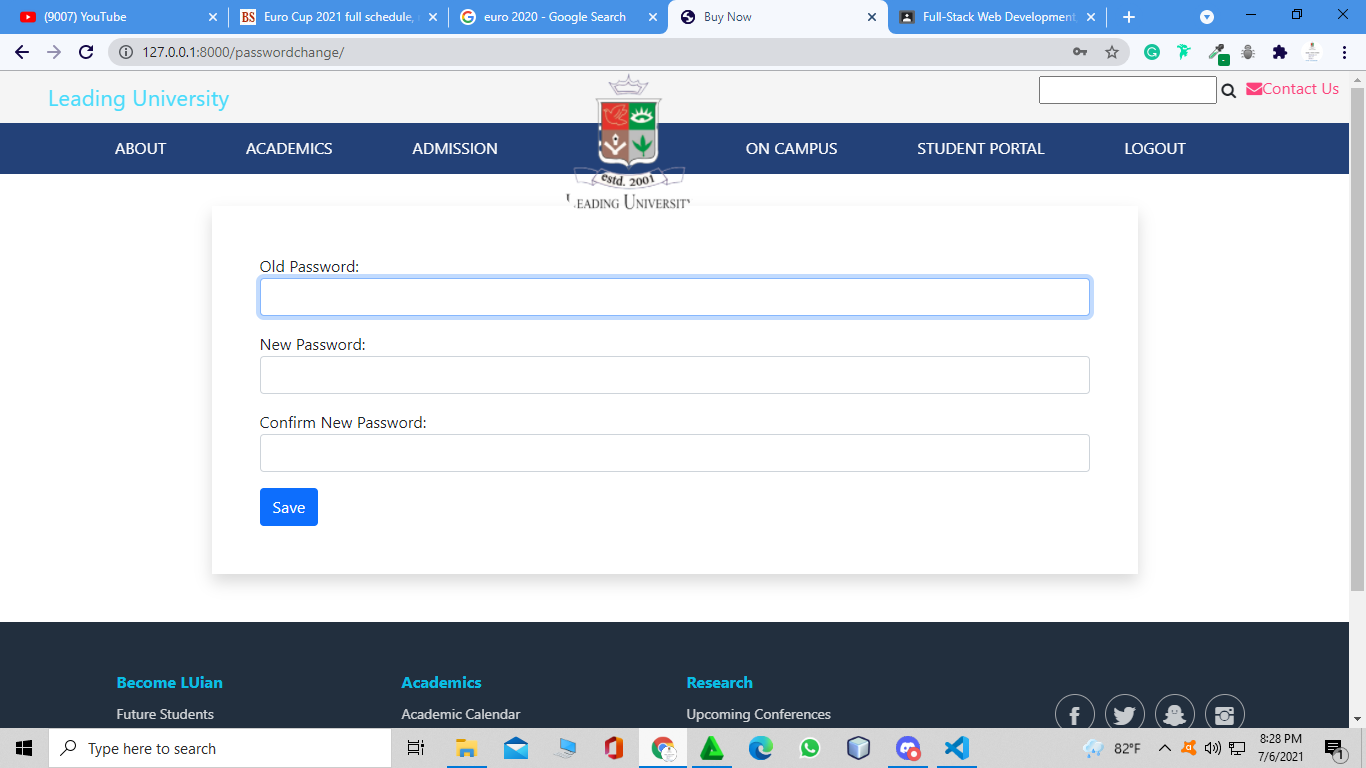 (9007) YouTube
Euro Cup 2021 full schedule,
euro 2020 - Google Search
Buy Now
Full-Stack Web Development
127.0.0.1:8000/passwordchange/
Leading University
Contact Us
ABOUT
ACADEMICS
ADMISSION
ON CAMPUS
STUDENT PORTAL
LOGOUT
estd. 2001
LEADING UNIVERSITY
Old Password:
New Password:
Confirm New Password:
Save
Become LUian
Academics
Research
Future Students
Academic Calendar
Upcoming Conferences
Type here to search
82°F
8:28 PM
7/6/2021
1